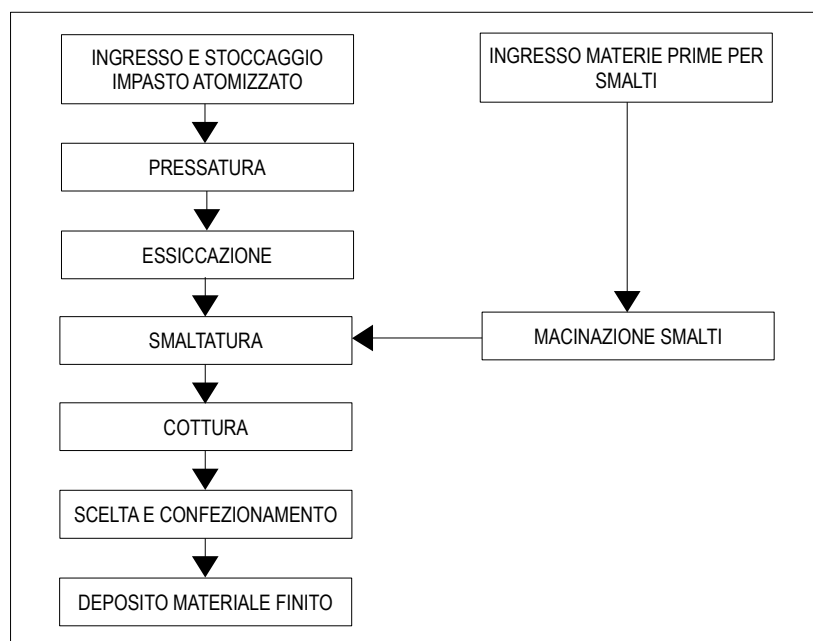 INGRESSO E STOCCAGGIO
IMPASTO ATOMIZZATO
INGRESSO MATERIE PRIME PER
SMALTI
PRESSATURA
ESSICCAZIONE
SMALTATURA
MACINAZIONE SMALTI
COTTURA
SCELTA E CONFEZIONAMENTO
DEPOSITO MATERIALE FINITO